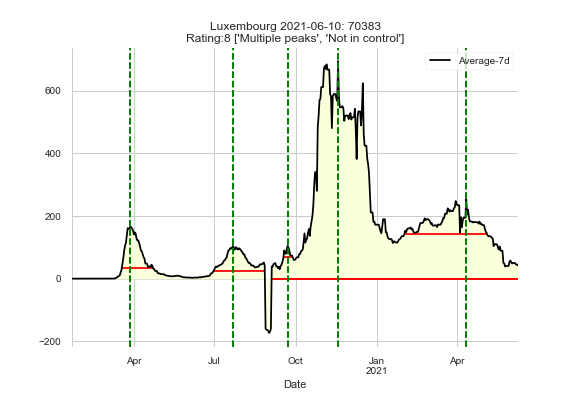 Luxembourg 2021-06-10: 70383
Rating:8 ['Multiple peaks', 'Not in control']
Average-7d
600
400
200
0
−200
Apr
Jul
Oct
Jan
2021
Apr
Date